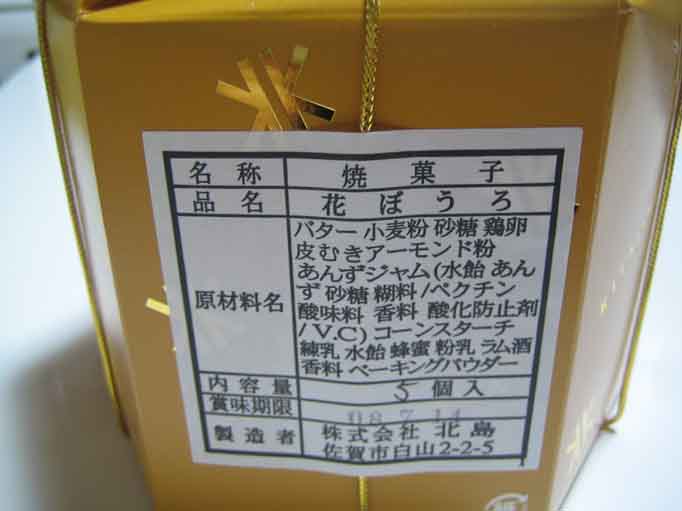 名称 焼菓子
品名 花ぼうろ
原材料名 バター 小麦粉 砂糖 鶏卵
皮むきアーモンド粉
あんずジャム(水飴 あん
ず 砂糖 糊料/ペクチン
酸味料 香料 酸化防止剤
/V.C) コーンスターチ
練乳 水飴 蜂蜜 粉乳 ラム酒
香料 ベーキングパウダー
内容量 5個入
賞味期限 08.7.14
製造者 株式会社 北島
佐賀市白山2-2-5